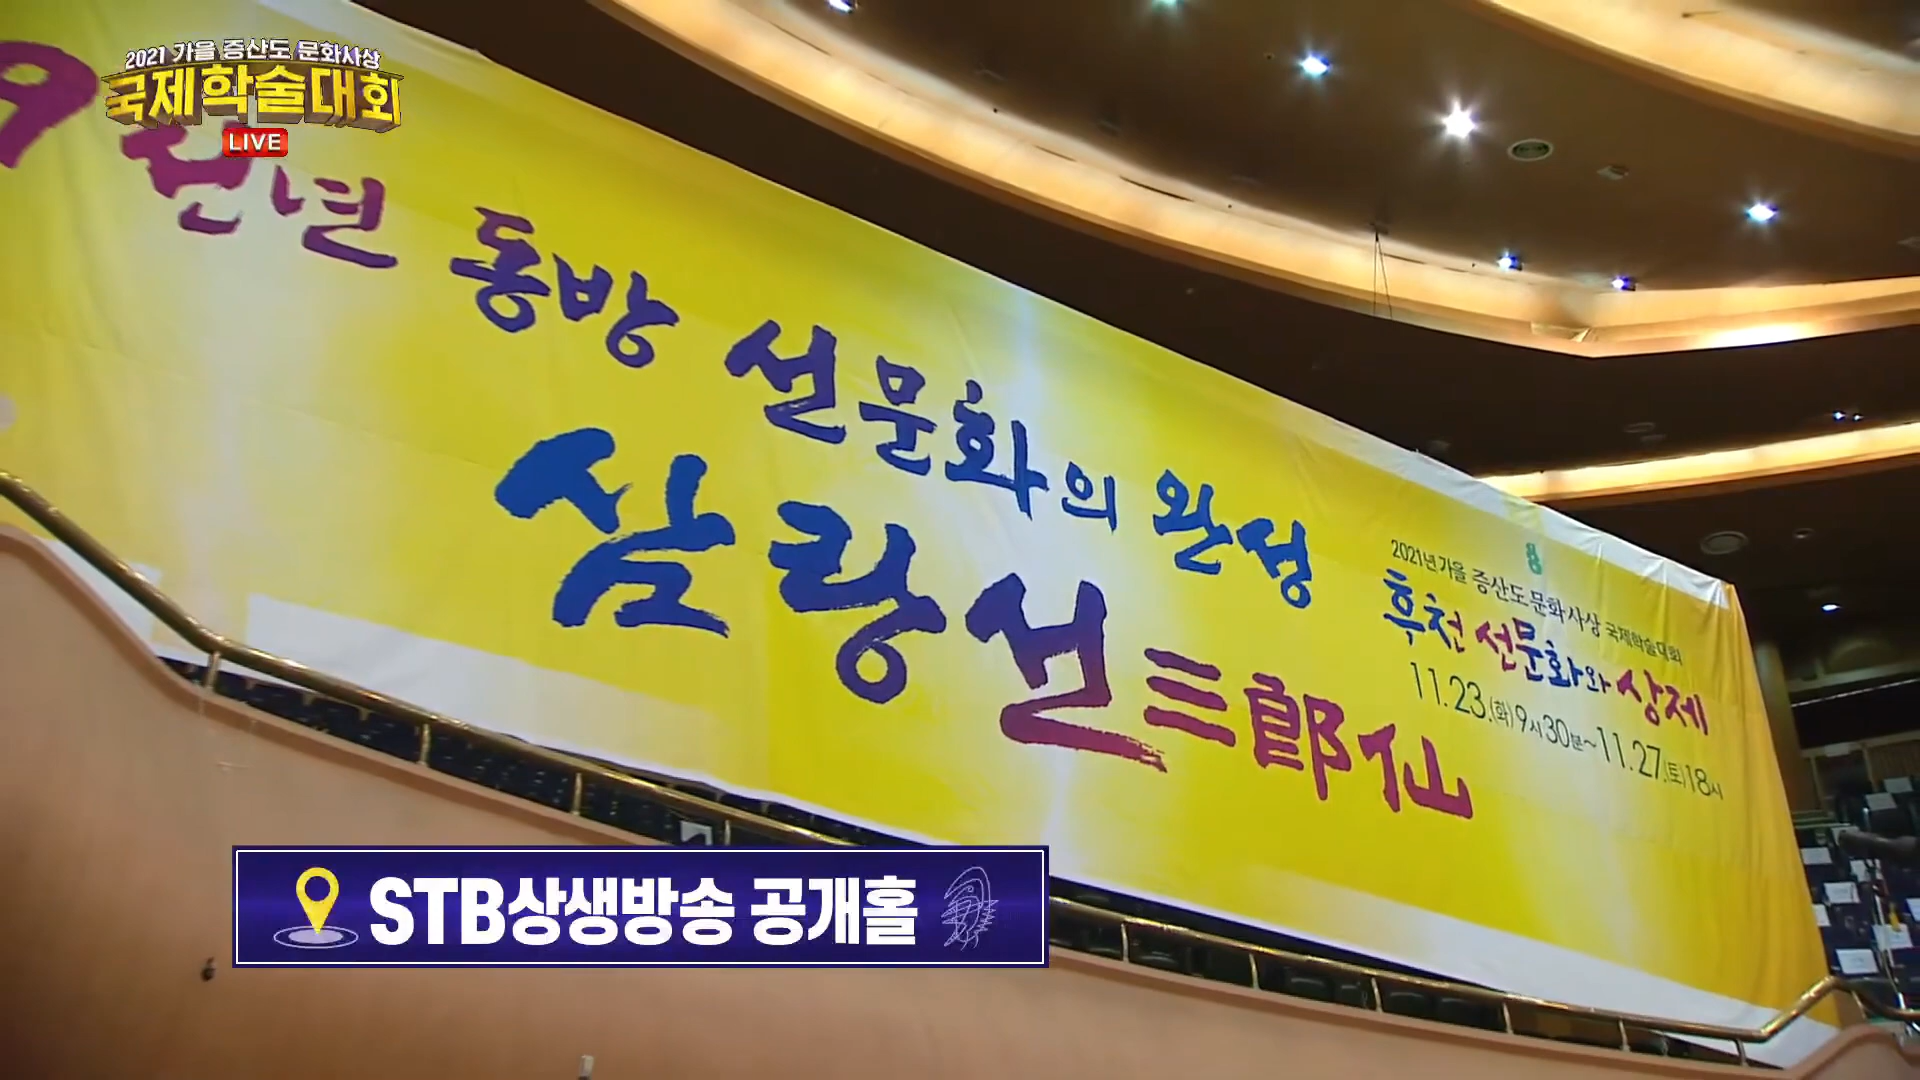 2021 가을 증산도 문화사상
국제학술대회
LIVE
9천년 동방 선문화의 완성
삼랑선 三郎仙
2021년 가을 증산도 문화사상 국제학술대회
후천 선문화와 상제
11.23.(화) 9시30분~11.27.(토) 18시
STB상생방송 공개홀